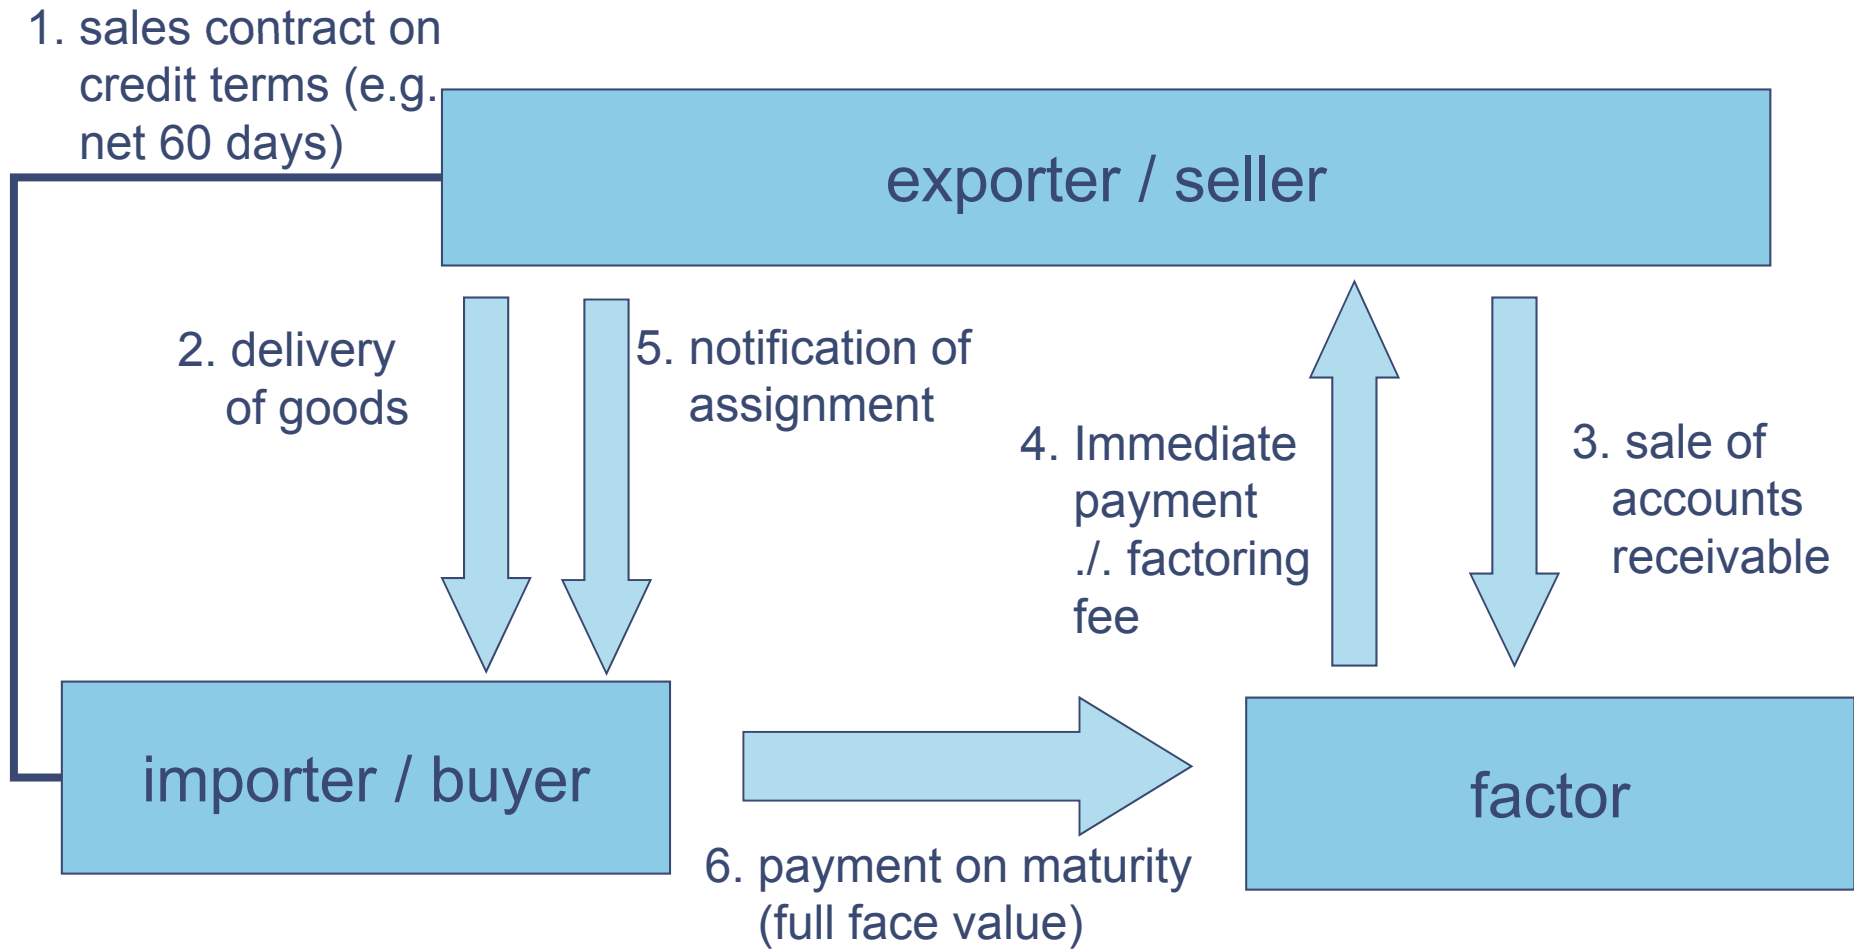 1. sales contract on
credit terms (e.g.
net 60 days)
exporter / seller
2. delivery
of goods
5. notification of
assignment
4. Immediate
payment
./. factoring
fee
3. sale of
accounts
receivable
importer / buyer
factor
6. payment on maturity
(full face value)